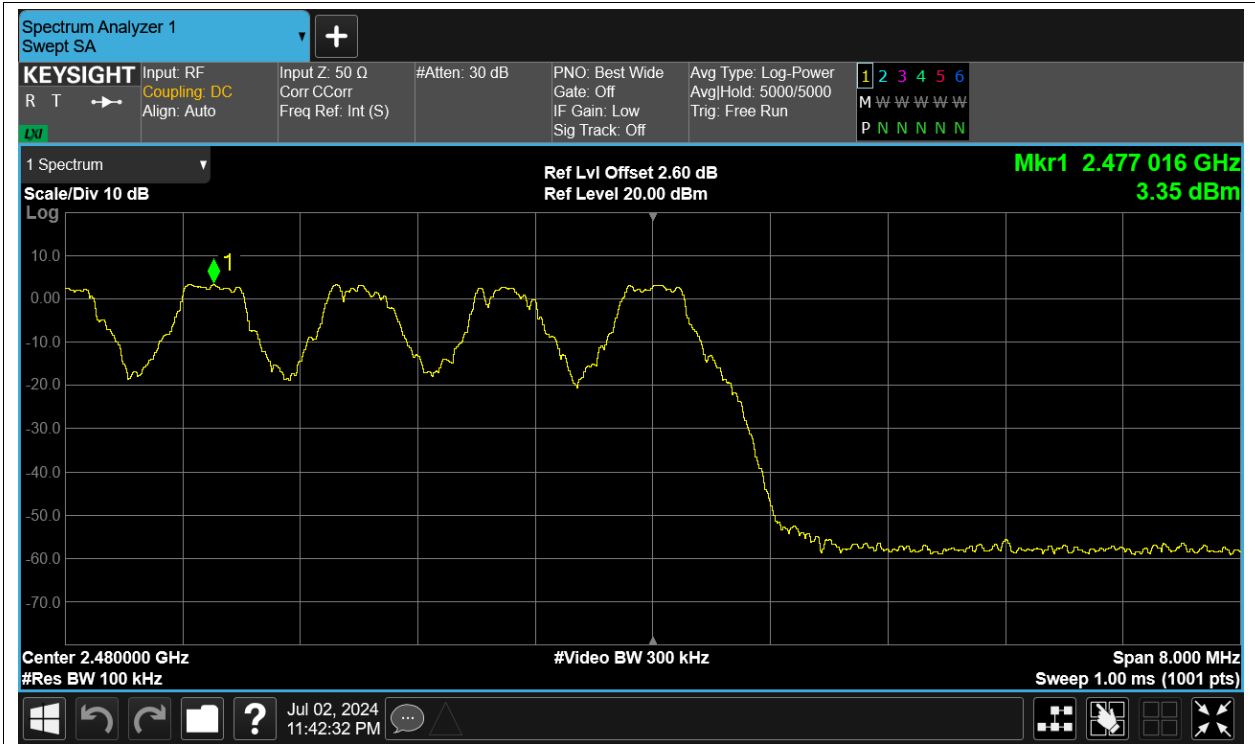 Spectrum Analyzer 1
Swept SA
+
KEYSIGHT
R T
LXI
Input: RF
Coupling: DC
Align: Auto
Input Z: 50 Ω
Corr CCorr
Freq Ref: Int (S)
#Atten: 30 dB
PNO: Best Wide
Gate: Off
IF Gain: Low
Sig Track: Off
Avg Type: Log-Power
Avg|Hold: 5000/5000
Trig: Free Run
1 2 3 4 5 6
M W W W W W
P N N N N N
1 Spectrum
Scale/Div 10 dB
Log
Ref Lvl Offset 2.60 dB
Ref Level 20.00 dBm
Mkr1 2.477 016 GHz
3.35 dBm
1
10.0
0.00
-10.0
-20.0
-30.0
-40.0
-50.0
-60.0
-70.0
Center 2.480000 GHz
#Res BW 100 kHz
#Video BW 300 kHz
Span 8.000 MHz
Sweep 1.00 ms (1001 pts)
?
Jul 02, 2024
11:42:32 PM